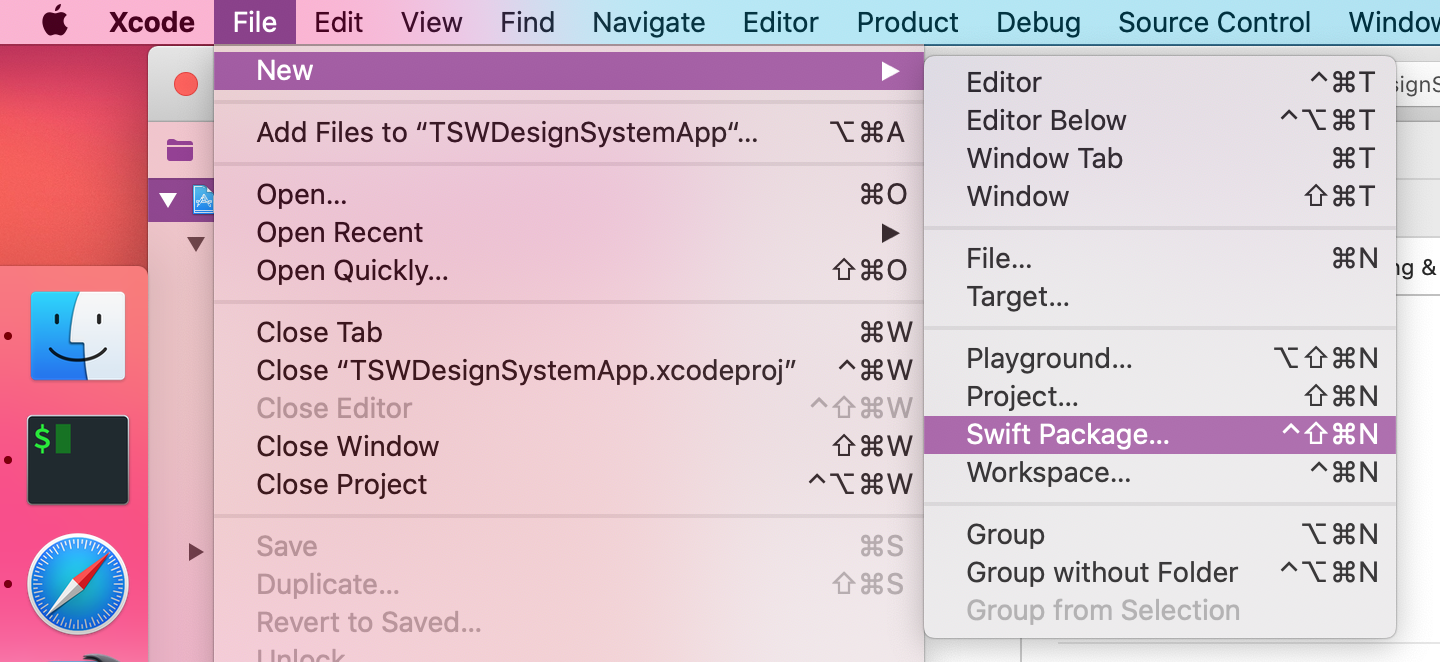 Xcode File Edit View Find Navigate Editor Product Debug Source Control Window
New ▶
Add Files to “TSWDesignSystemApp“... ⌥⌘A
Open... ⌘O
Open Recent ▶
Open Quickly... ⇧⌘O
Close Tab ⌘W
Close “TSWDesignSystemApp.xcodeproj” ^⌘W
Close Editor ^⇧⌘W
Close Window ⇧⌘W
Close Project ^⌥⌘W
Save ⌘S
Duplicate... ⇧⌘S
Revert to Saved...
Unlock...
Editor ^⌘T
Editor Below ^⌥⌘T
Window Tab ⌘T
Window ⇧⌘T
File... ⌘N
Target...
Playground... ⌥⇧⌘N
Project... ⇧⌘N
Swift Package... ^⇧⌘N
Workspace... ^⌘N
Group ⌥⌘N
Group without Folder ^⌥⌘N
Group from Selection
$